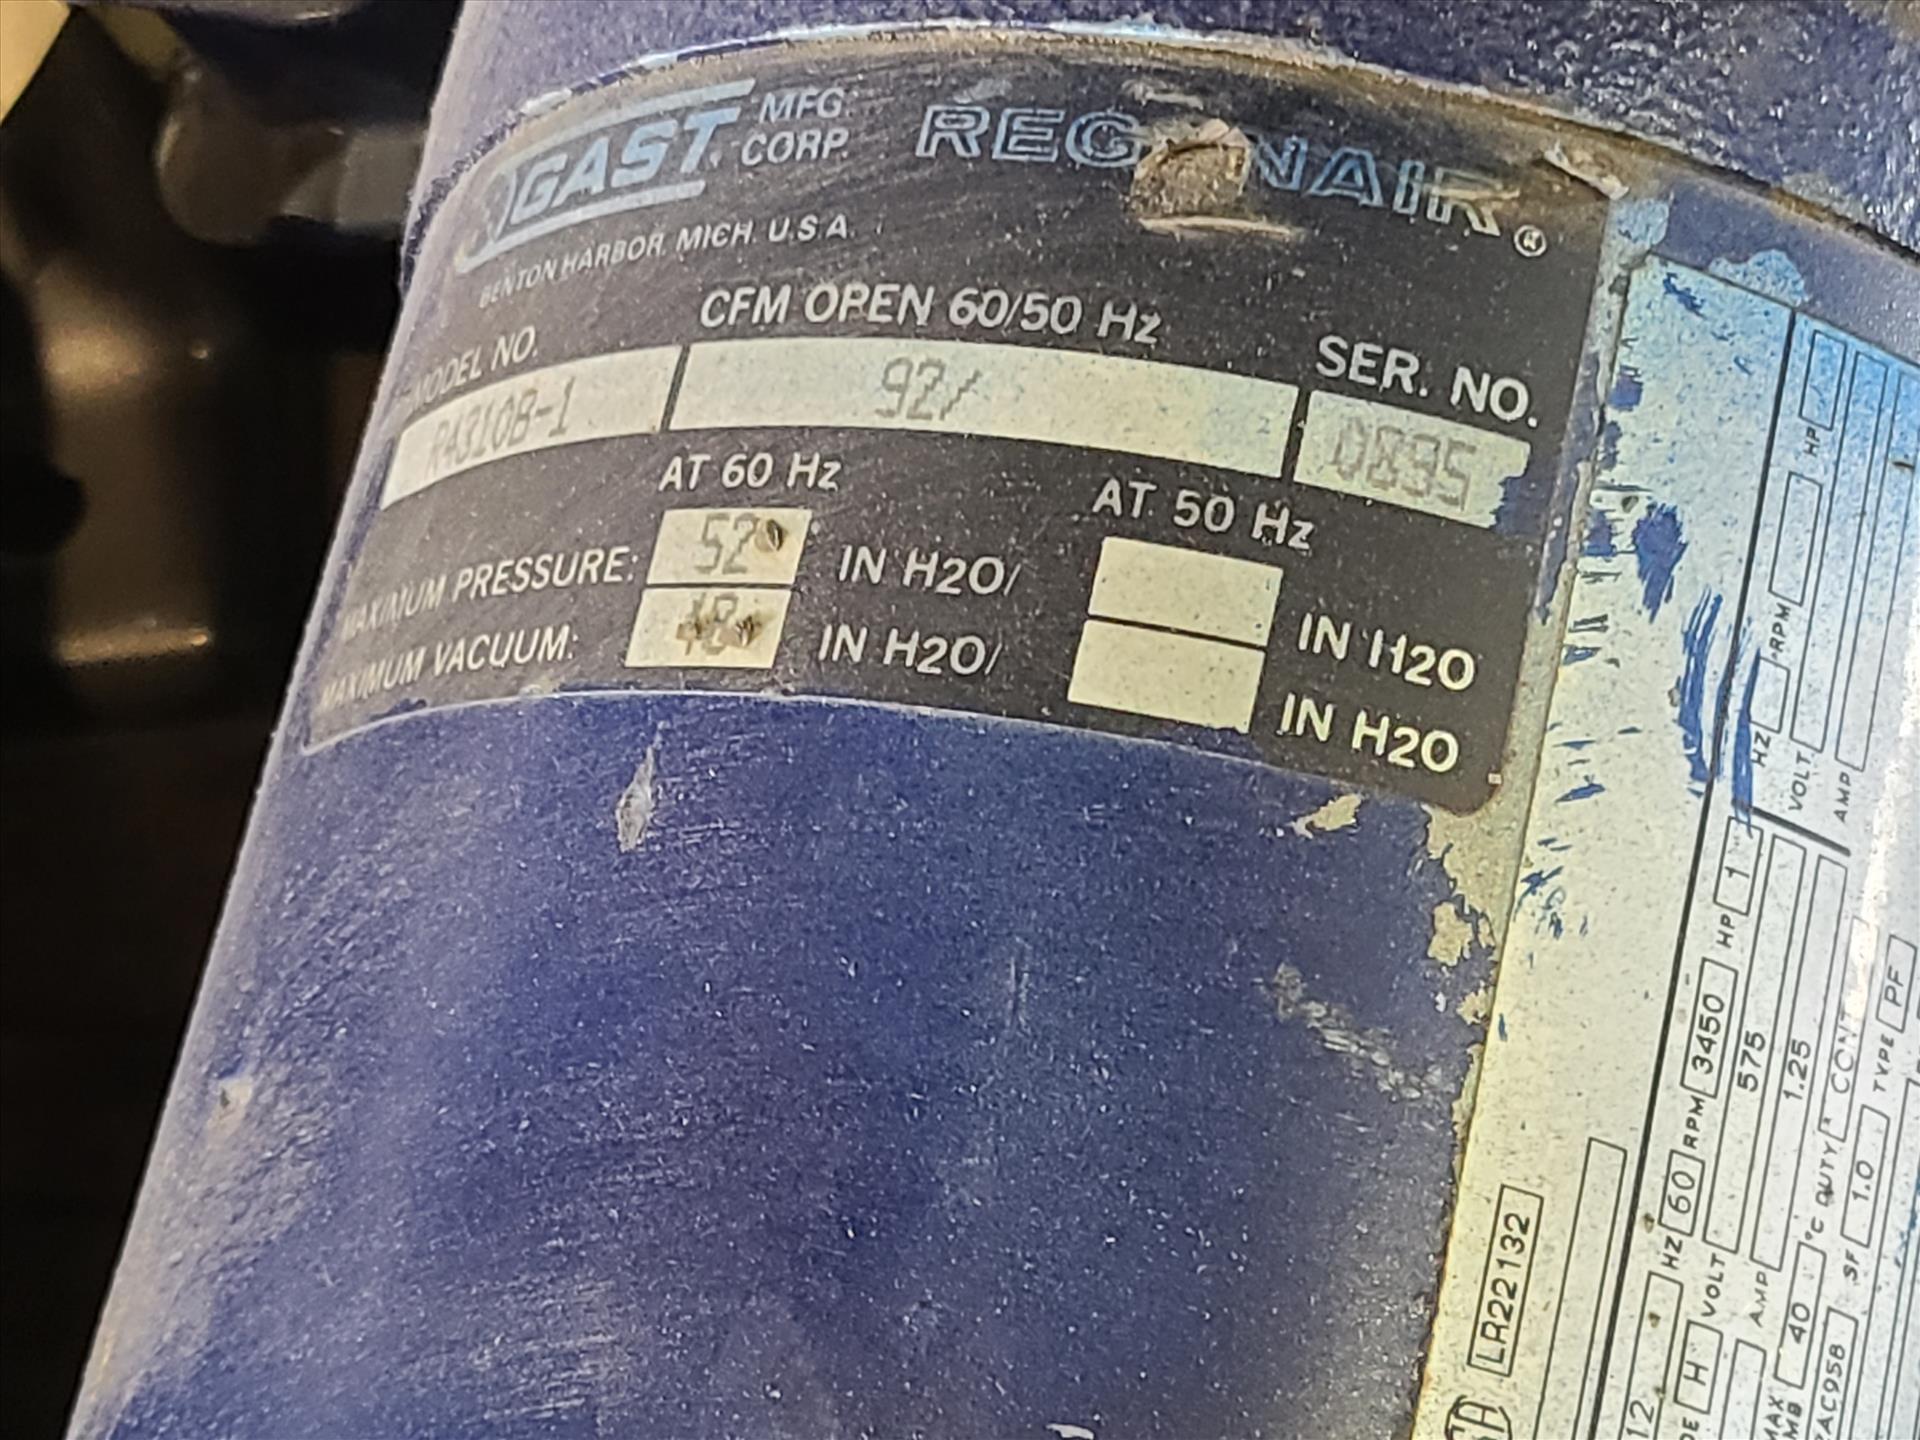 GAST MFG. CORP. REGENAIR ®
BENTON HARBOR, MICH. U.S.A.
MODEL NO. CFM OPEN 60/50 Hz SER. NO.
R4310B-1 92/ 0895
AT 60 Hz AT 50 Hz
MAXIMUM PRESSURE: 52 IN H2O/ IN H2O
MAXIMUM VACUUM: 48 IN H2O/ IN H2O
HZ RPM HP
VOLT
AMP
HZ 60 RPM 3450 HP 1
VOLT 575
AMP 1.25
40 °C DUTY CONT
SF 1.0 TYPE PF
LR22132
12
H